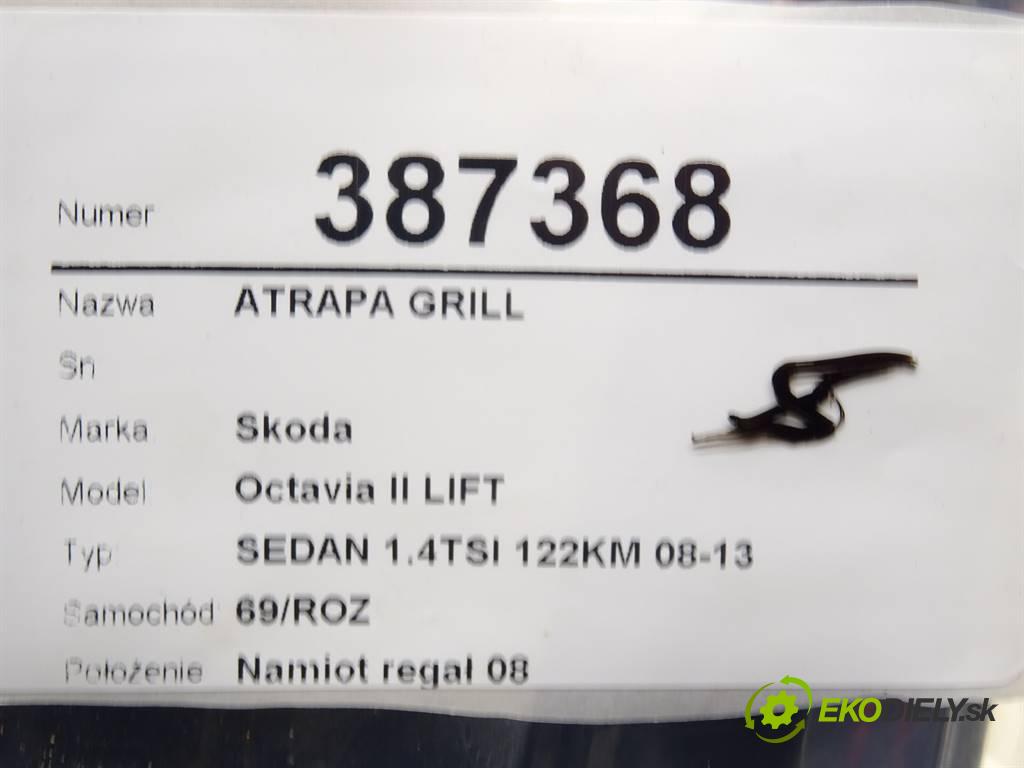 Numer 387368
Nazwa ATRAPA GRILL
Sn
Marka Skoda
Model Octavia II LIFT
Typ SEDAN 1.4TSI 122KM 08-13
Samochód 69/ROZ
Położenie Namiot regał 08
EKODIELY.sk